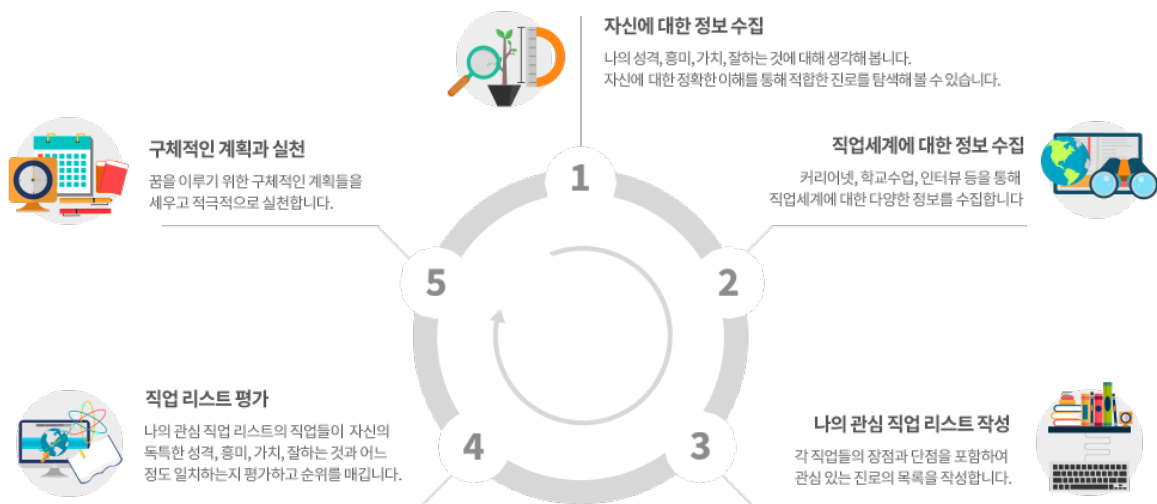 자신에 대한 정보 수집
나의 성격, 흥미, 가치, 잘하는 것에 대해 생각해 봅니다.
자신에 대한 정확한 이해를 통해 적합한 진로를 탐색해 볼 수 있습니다.
1
직업세계에 대한 정보 수집
커리어넷, 학교수업, 인터뷰 등을 통해
직업세계에 대한 다양한 정보를 수집합니다
2
나의 관심 직업 리스트 작성
각 직업들의 장점과 단점을 포함하여
관심 있는 진로의 목록을 작성합니다.
3
직업 리스트 평가
나의 관심 직업 리스트의 직업들이 자신의
독특한 성격, 흥미, 가치, 잘하는 것과 어느
정도 일치하는지 평가하고 순위를 매깁니다.
4
구체적인 계획과 실천
꿈을 이루기 위한 구체적인 계획들을
세우고 적극적으로 실천합니다.
5